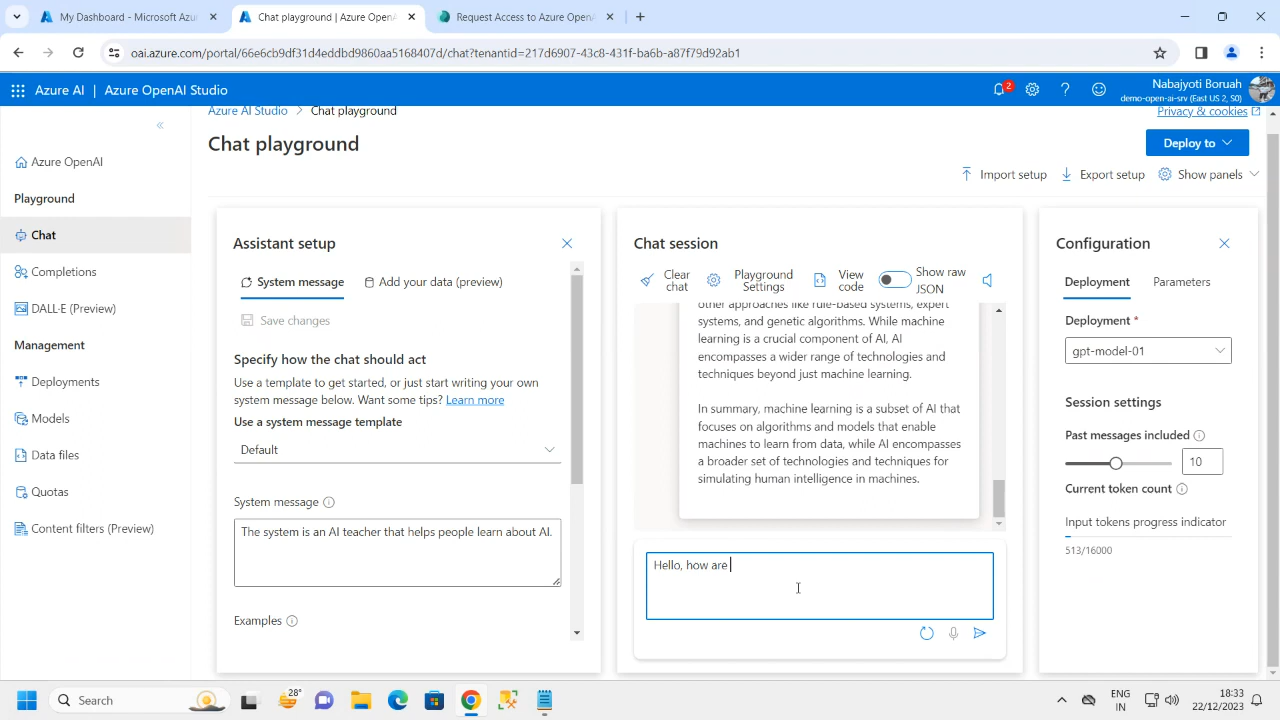 My Dashboard - Microsoft Azu
Chat playground | Azure OpenA
Request Access to Azure OpenA
oai.azure.com/portal/66e6cb9df31d4eddbd9860aa5168407d/chat?tenantid=217d6907-43c8-431f-ba6b-a87f79d92ab1
Azure AI | Azure OpenAI Studio
2
Nabajyoti Boruah
demo-open-ai-srv (East US 2, S0)
Azure AI Studio > Chat playground
Privacy & cookies
Chat playground
Deploy to
Import setup
Export setup
Show panels
Azure OpenAI
Playground
Chat
Completions
DALL-E (Preview)
Management
Deployments
Models
Data files
Quotas
Content filters (Preview)
Assistant setup
System message
Add your data (preview)
Save changes
Specify how the chat should act
Use a template to get started, or just start writing your own
system message below. Want some tips? Learn more
Use a system message template
Default
System message
The system is an AI teacher that helps people learn about AI.
Examples
Chat session
Clear chat
Playground Settings
View code
Show raw JSON
other approaches like rule-based systems, expert
systems, and genetic algorithms. While machine
learning is a crucial component of AI, AI
encompasses a wider range of technologies and
techniques beyond just machine learning.
In summary, machine learning is a subset of AI that
focuses on algorithms and models that enable
machines to learn from data, while AI encompasses
a broader set of technologies and techniques for
simulating human intelligence in machines.
Hello, how are
Configuration
Deployment
Parameters
Deployment *
gpt-model-01
Session settings
Past messages included
10
Current token count
Input tokens progress indicator
513/16000
Search
28°
ENG
IN
18:33
22/12/2023